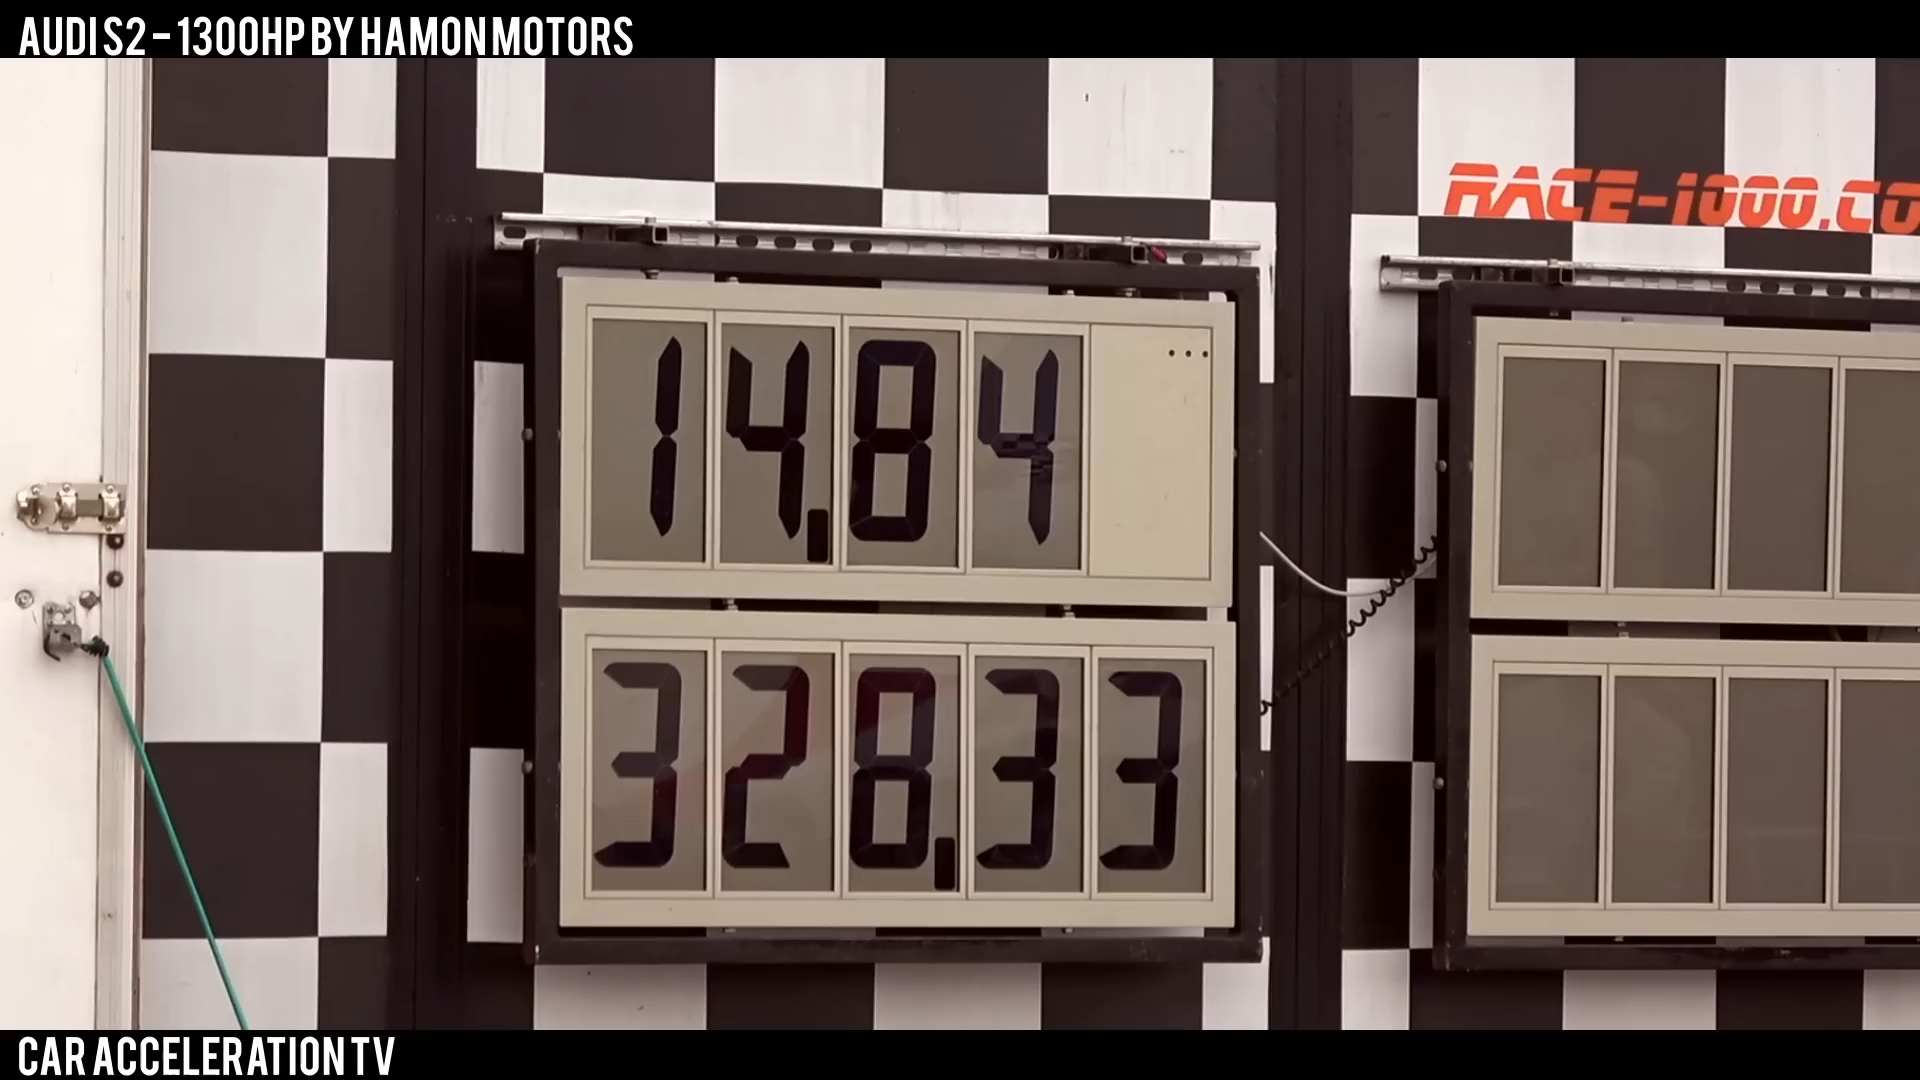 AUDI S2 - 1300HP BY HAMON MOTORS
RACE-1000.CO
14.84
328.33
CAR ACCELERATION TV